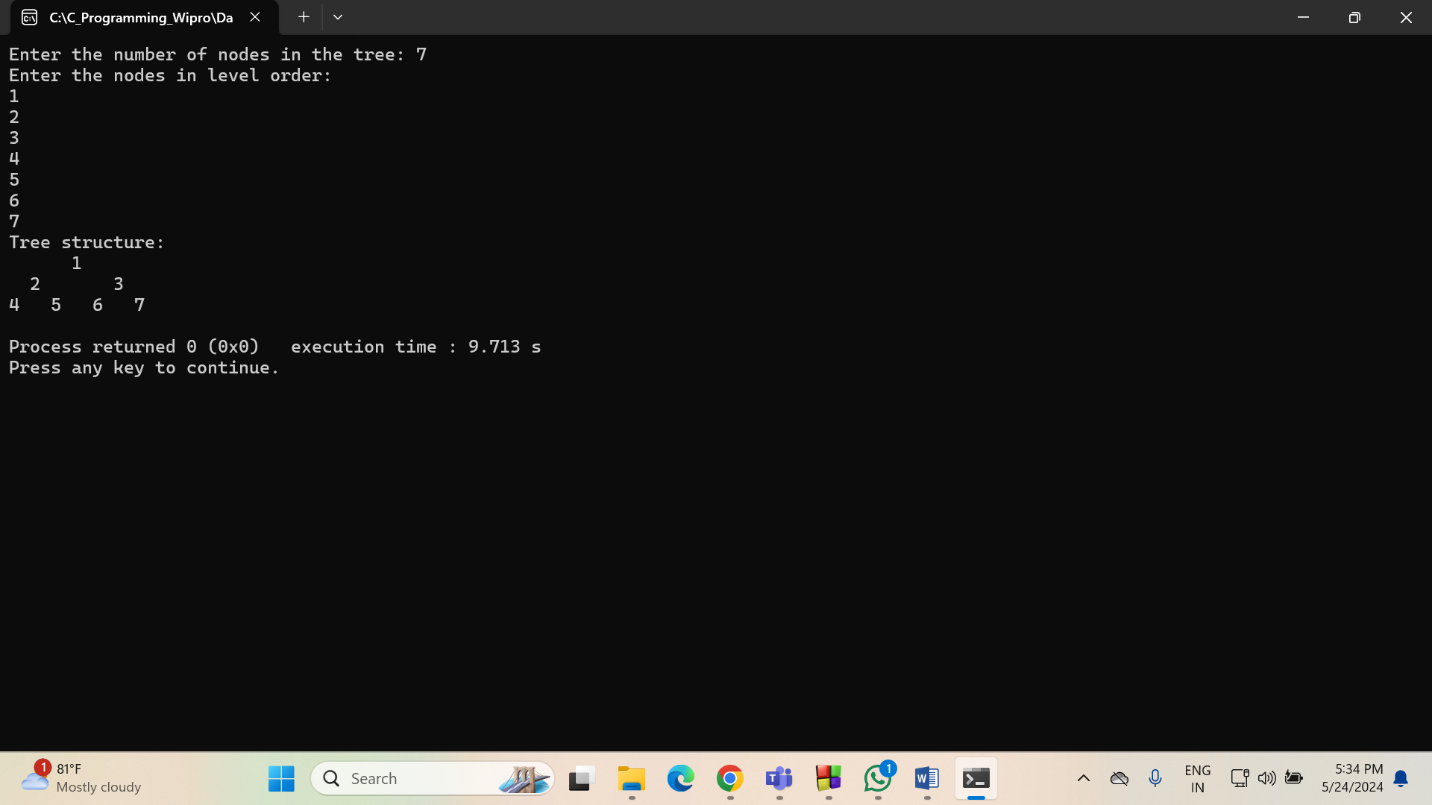 C:\C_Programming_Wipro\Da
Enter the number of nodes in the tree: 7
Enter the nodes in level order:
1
2
3
4
5
6
7
Tree structure:
      1
  2       3
4   5   6   7
Process returned 0 (0x0)   execution time : 9.713 s
Press any key to continue.
1
81°F
Mostly cloudy
Search
1
ENG
IN
5:34 PM
5/24/2024